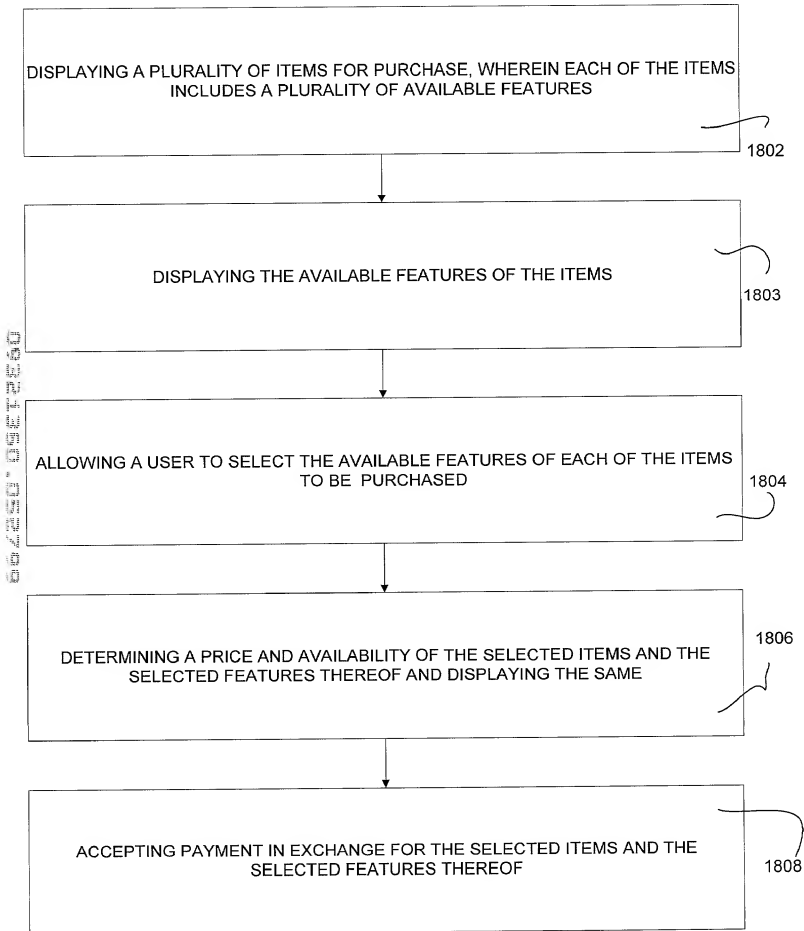 DISPLAYING A PLURALITY OF ITEMS FOR PURCHASE, WHEREIN EACH OF THE ITEMS
INCLUDES A PLURALITY OF AVAILABLE FEATURES
1802
DISPLAYING THE AVAILABLE FEATURES OF THE ITEMS
1803
ALLOWING A USER TO SELECT THE AVAILABLE FEATURES OF EACH OF THE ITEMS
TO BE PURCHASED
1804
DETERMINING A PRICE AND AVAILABILITY OF THE SELECTED ITEMS AND THE
SELECTED FEATURES THEREOF AND DISPLAYING THE SAME
1806
ACCEPTING PAYMENT IN EXCHANGE FOR THE SELECTED ITEMS AND THE
SELECTED FEATURES THEREOF
1808